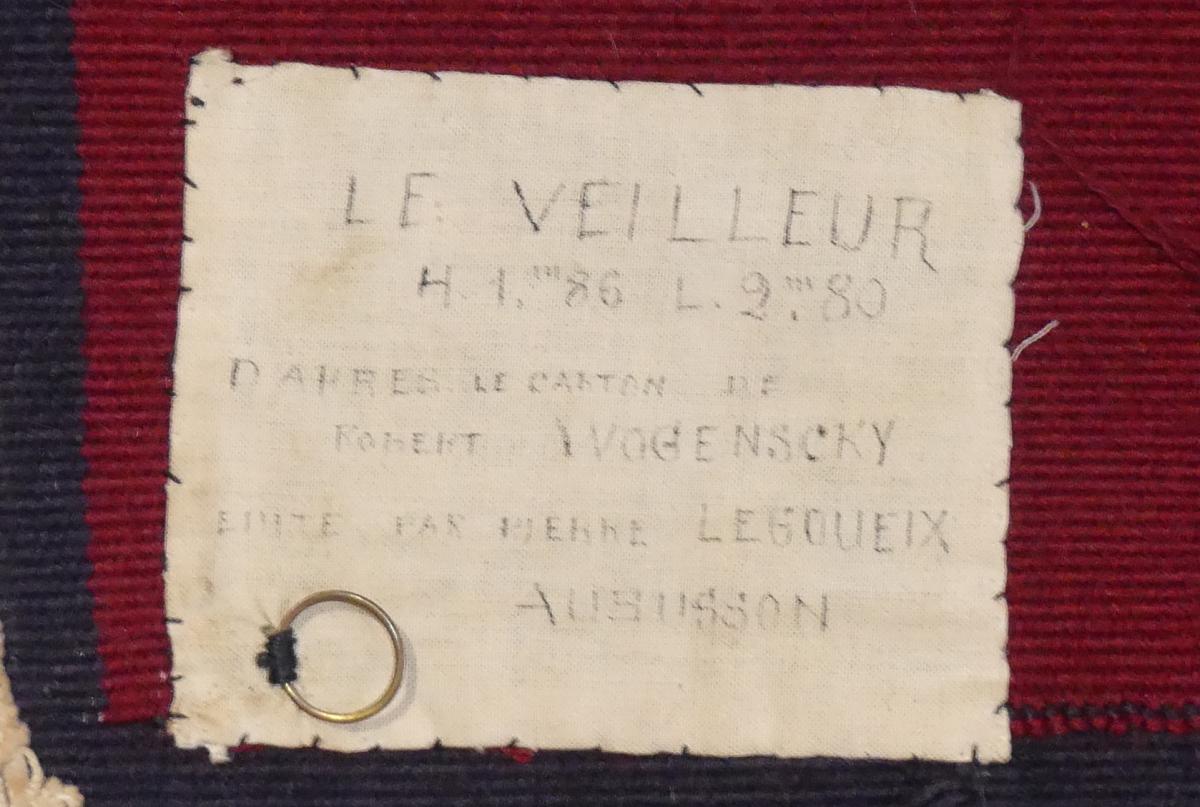 LE VEILLEUR
H. 1,m86 L. 2,m80
D'APRES LE CARTON DE
ROBERT WOGENSCKY
EDITE PAR PIERRE LEGOUEIX
AUBUSSON